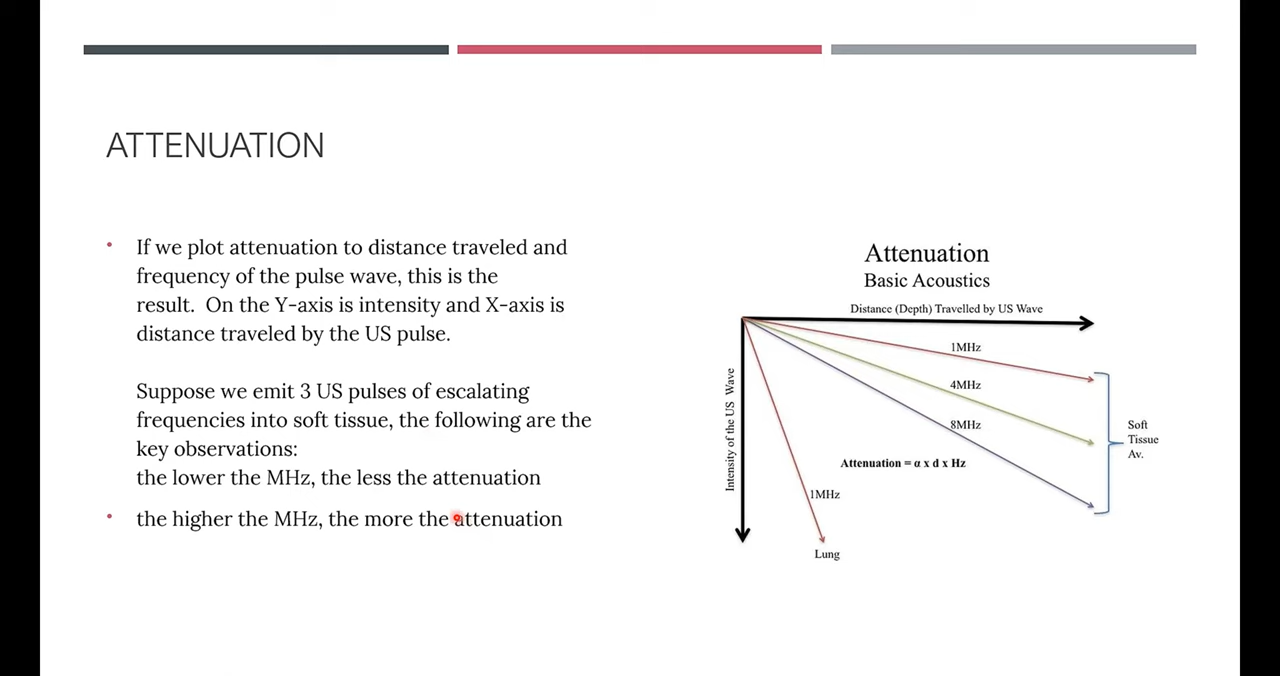 ATTENUATION
If we plot attenuation to distance traveled and
frequency of the pulse wave, this is the
result.  On the Y-axis is intensity and X-axis is
distance traveled by the US pulse.
Suppose we emit 3 US pulses of escalating
frequencies into soft tissue, the following are the
key observations:
the lower the MHz, the less the attenuation
the higher the MHz, the more the attenuation
Attenuation
Basic Acoustics
Distance (Depth) Travelled by US Wave
Intensity of the US Wave
1MHz
4MHz
8MHz
Attenuation = α x d x Hz
1MHz
Lung
Soft
Tissue
Av.